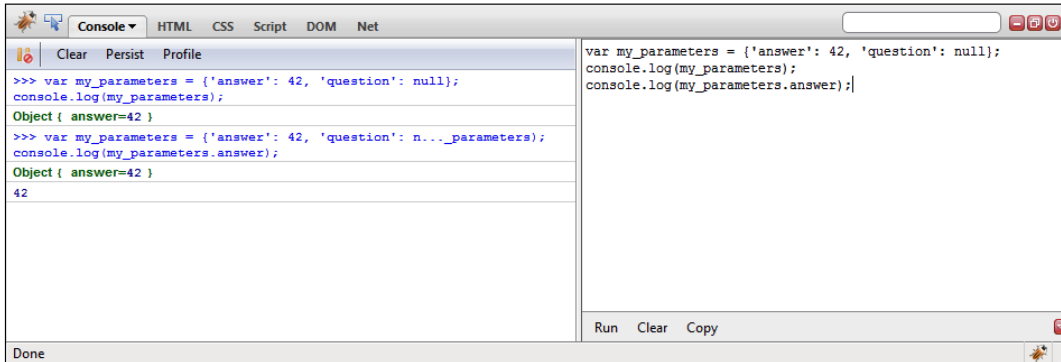 Console HTML CSS Script DOM Net
Clear Persist Profile
>>> var my_parameters = {'answer': 42, 'question': null};
console.log(my_parameters);
Object { answer=42 }
>>> var my_parameters = {'answer': 42, 'question': n..._parameters);
console.log(my_parameters.answer);
Object { answer=42 }
42
var my_parameters = {'answer': 42, 'question': null};
console.log(my_parameters);
console.log(my_parameters.answer);
Run Clear Copy
Done